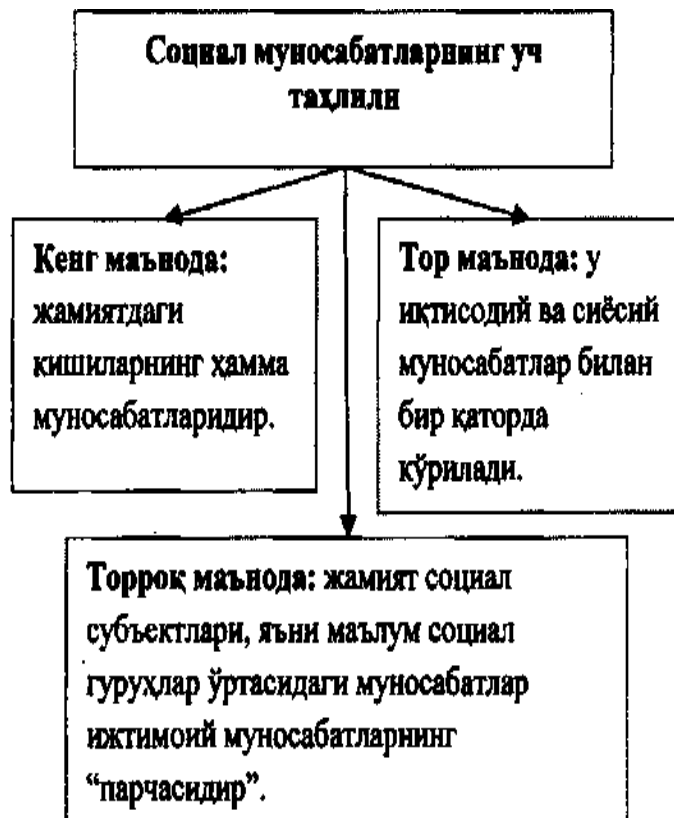 Социал муносабатларнинг уч
таҳлили
Кенг маънода:
жамиятдаги
кишиларнинг ҳамма
муносабатларидир.
Тор маънода: у
иқтисодий ва сиёсий
муносабатлар билан
бир қаторда
кўрилади.
Торроқ маънода: жамият социал
субъектлари, яъни маълум социал
гуруҳлар ўртасидаги муносабатлар
ижтимоий муносабатларнинг
“парчасидир”.